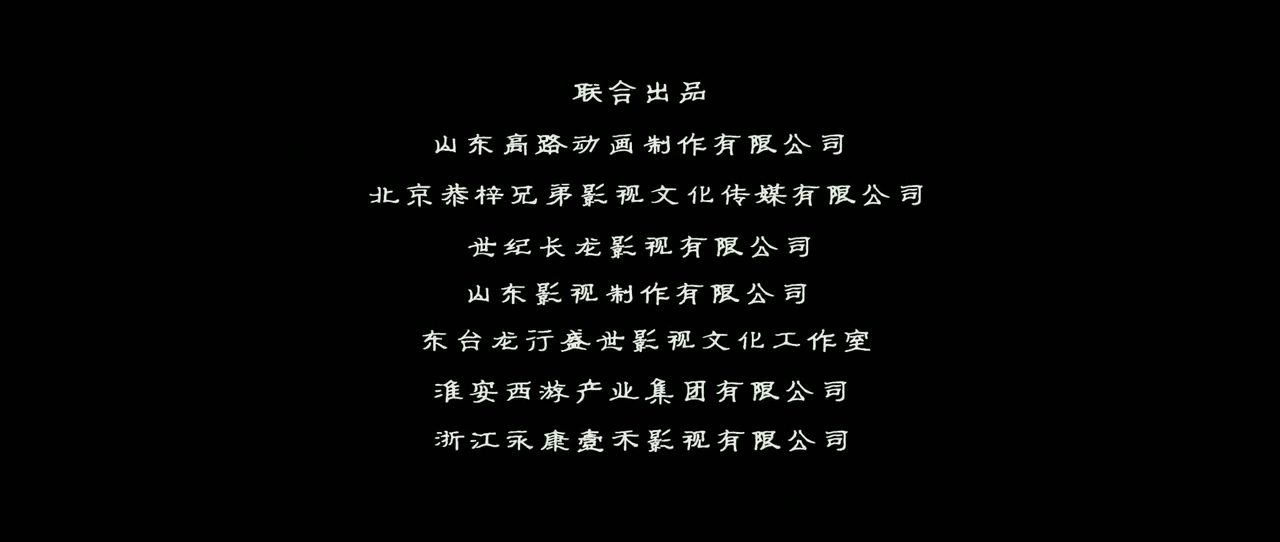 联合出品
山东高路动画制作有限公司
北京恭梓兄弟影视文化传媒有限公司
世纪长龙影视有限公司
山东影视制作有限公司
东台龙行盛世影视文化工作室
淮安西游产业集团有限公司
浙江永康壹禾影视有限公司